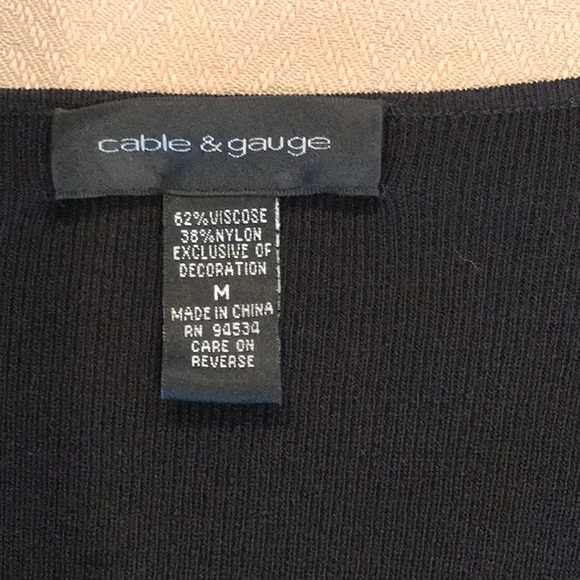 cable & gauge
62%VISCOSE
38%NYLON
EXCLUSIVE OF
DECORATION
M
MADE IN CHINA
RN 94534
CARE ON
REVERSE